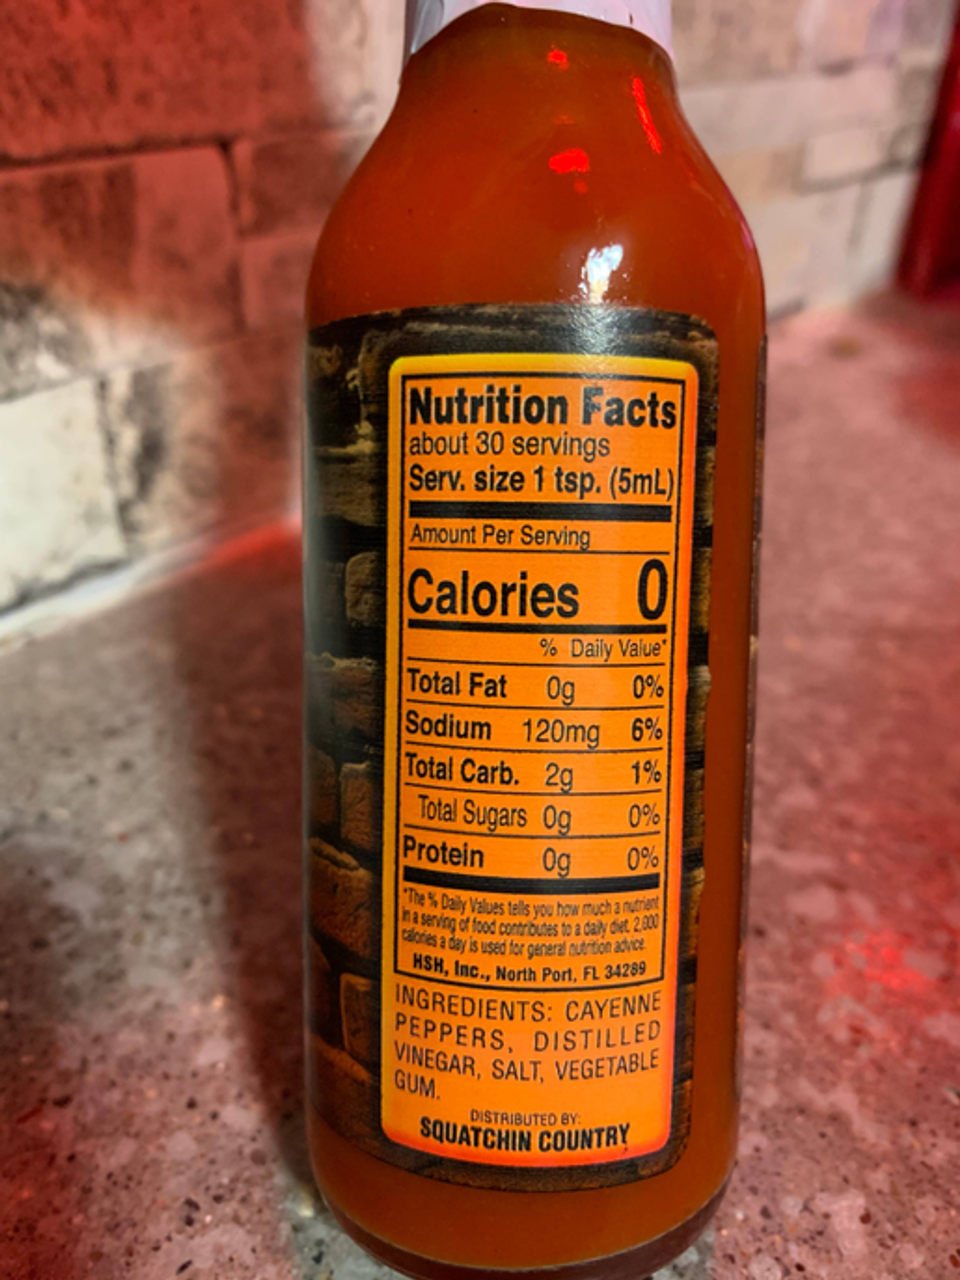 Nutrition Facts
about 30 servings
Serv. size 1 tsp. (5mL)
Amount Per Serving
Calories 0
% Daily Value*
Total Fat 0g 0%
Sodium 120mg 6%
Total Carb. 2g 1%
Total Sugars 0g 0%
Protein 0g 0%
*The % Daily Values tells you how much a nutrient
in a serving of food contributes to a daily diet. 2,000
calories a day is used for general nutrition advice.
HSH, Inc., North Port, FL 34289
INGREDIENTS: CAYENNE
PEPPERS, DISTILLED
VINEGAR, SALT, VEGETABLE
GUM.
DISTRIBUTED BY:
SQUATCHIN COUNTRY